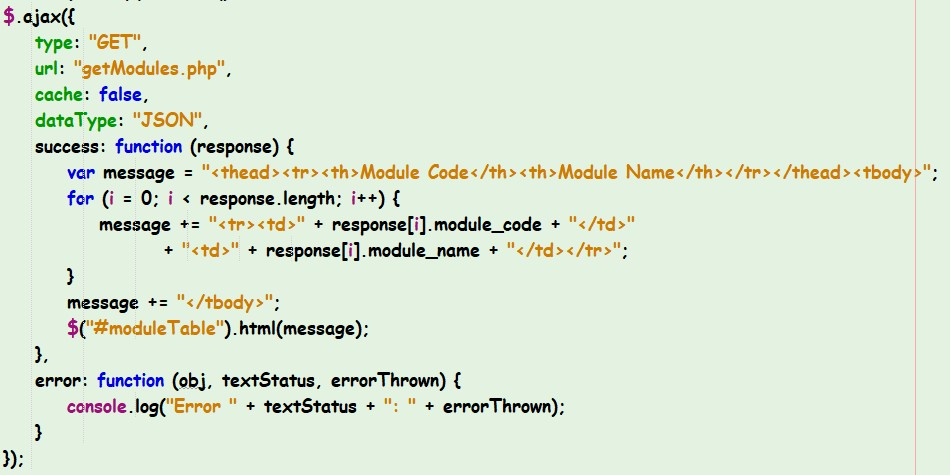 $.ajax({
type: "GET",
url: "getModules.php",
cache: false,
dataType: "JSON",
success: function (response) {
var message = "<thead><tr><th>Module Code</th><th>Module Name</th></tr></thead><tbody>";
for (i = 0; i < response.length; i++) {
message += "<tr><td>" + response[i].module_code + "</td>"
+ "<td>" + response[i].module_name + "</td></tr>";
}
message += "</tbody>";
$("#moduleTable").html(message);
},
error: function (obj, textStatus, errorThrown) {
console.log("Error " + textStatus + ": " + errorThrown);
}
});